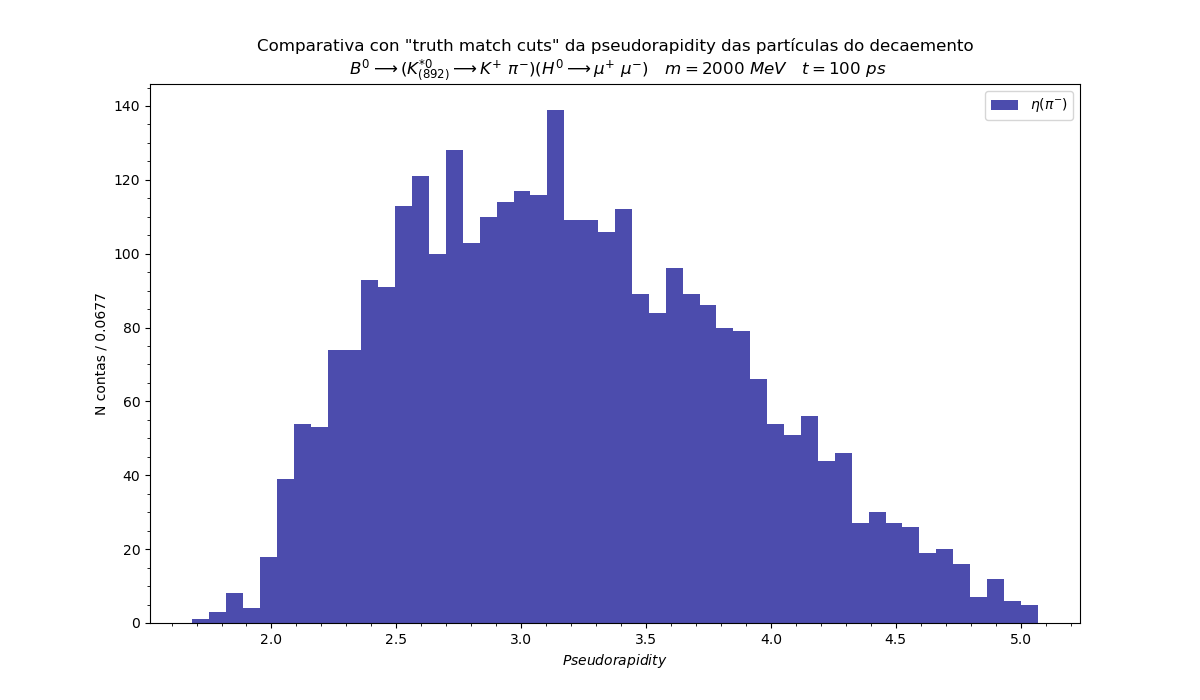 Comparativa con "truth match cuts" da pseudorapidity das partículas do decaemento
B⁰ ⟶ (K*⁰₍₈₉₂₎ ⟶ K⁺ π⁻)(H⁰ ⟶ μ⁺ μ⁻)   m = 2000 MeV   t = 100 ps
η(π⁻)
140
120
100
80
60
40
20
0
N contas / 0.0677
2.0 2.5 3.0 3.5 4.0 4.5 5.0
Pseudorapidity